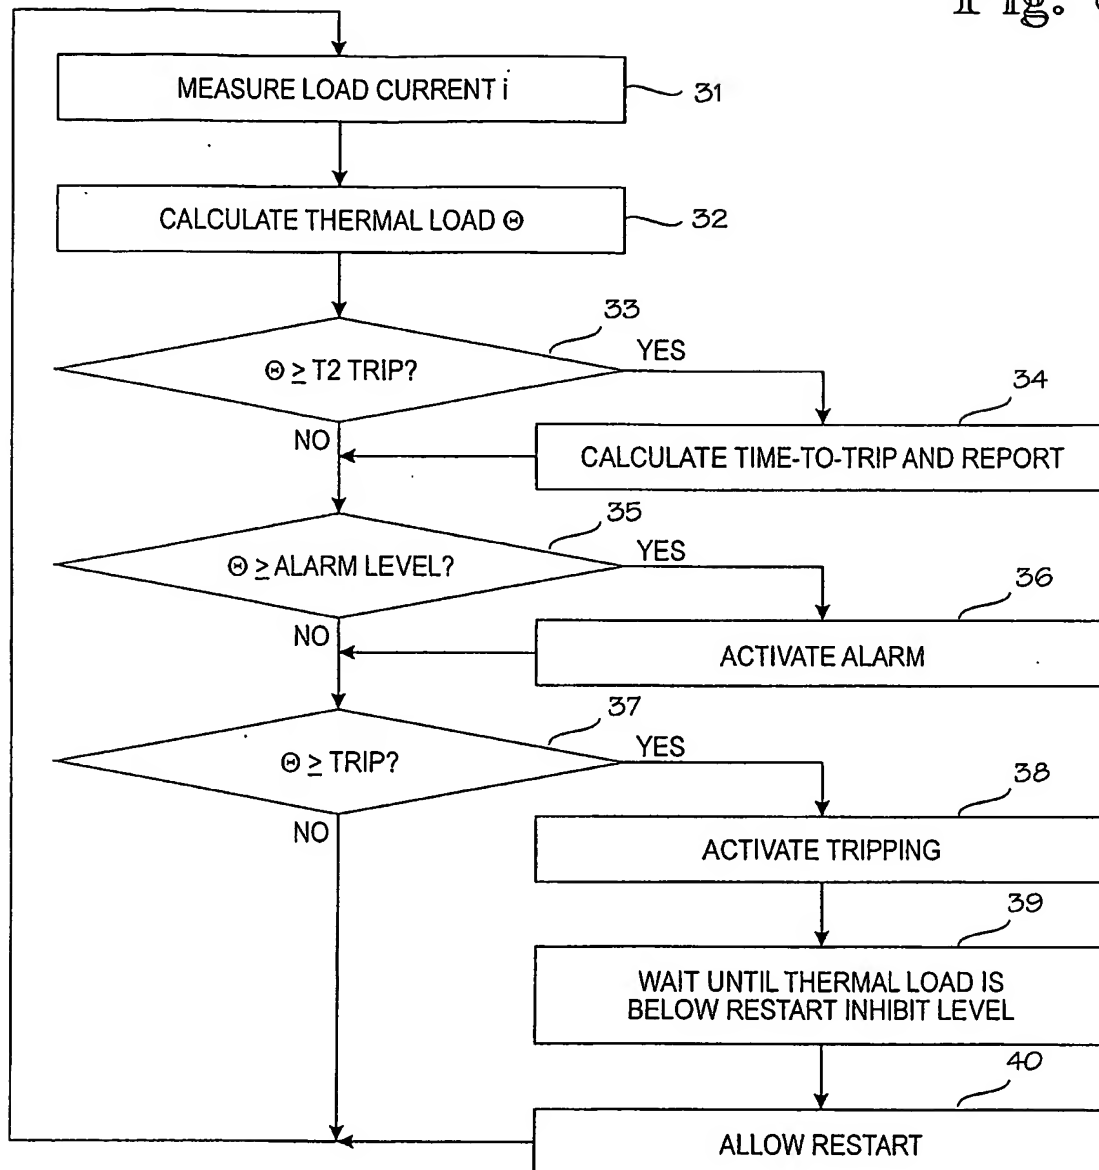 Fig.
MEASURE LOAD CURRENT i
31
CALCULATE THERMAL LOAD Θ
32
33
Θ ≥ T2 TRIP?
YES
NO
34
CALCULATE TIME-TO-TRIP AND REPORT
35
Θ ≥ ALARM LEVEL?
YES
NO
36
ACTIVATE ALARM
37
Θ ≥ TRIP?
YES
NO
38
ACTIVATE TRIPPING
39
WAIT UNTIL THERMAL LOAD IS
BELOW RESTART INHIBIT LEVEL
40
ALLOW RESTART